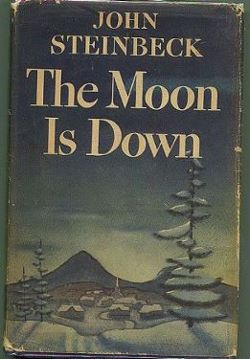 JOHN
STEINBECK
The Moon
Is Down